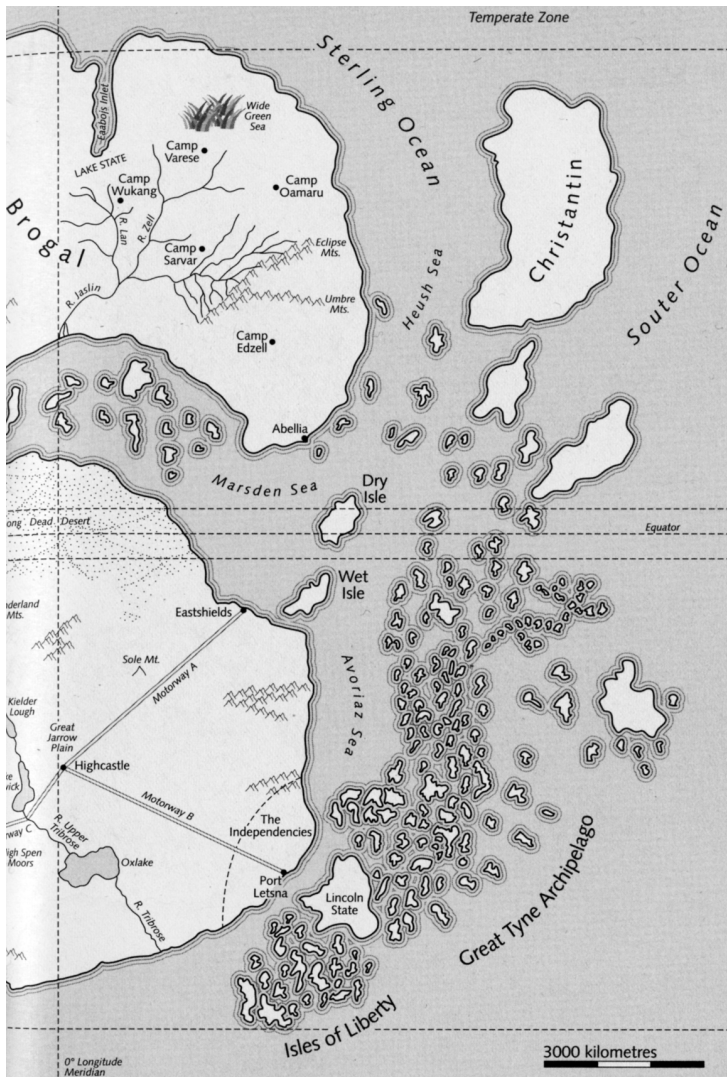 Temperate Zone
Sterling Ocean
Eaabojs Inlet
Wide
Green
Sea
Camp
Varese
LAKE STATE
Camp
Wukang
Camp
Oamaru
Christantin
Brogal
R. Lan
R. Zell
Souter Ocean
Camp
Sarvar
Eclipse
Mts.
Heush Sea
R. Jaslin
Umbre
Mts.
Camp
Edzell
Abellia
Marsden Sea
Dry
Isle
Dead Desert
Equator
Wet
Isle
Mts.
Eastshields
Sole Mt.
Motorway A
Avoriaz Sea
Kielder
Lough
Great
Jarrow
Plain
Highcastle
Motorway B
The
Independencies
R. Upper
Tribrose
Moors
Oxlake
Port
Letsna
Lincoln
State
R. Tribrose
Great Tyne Archipelago
Isles of Liberty
3000 kilometres
0° Longitude
Meridian